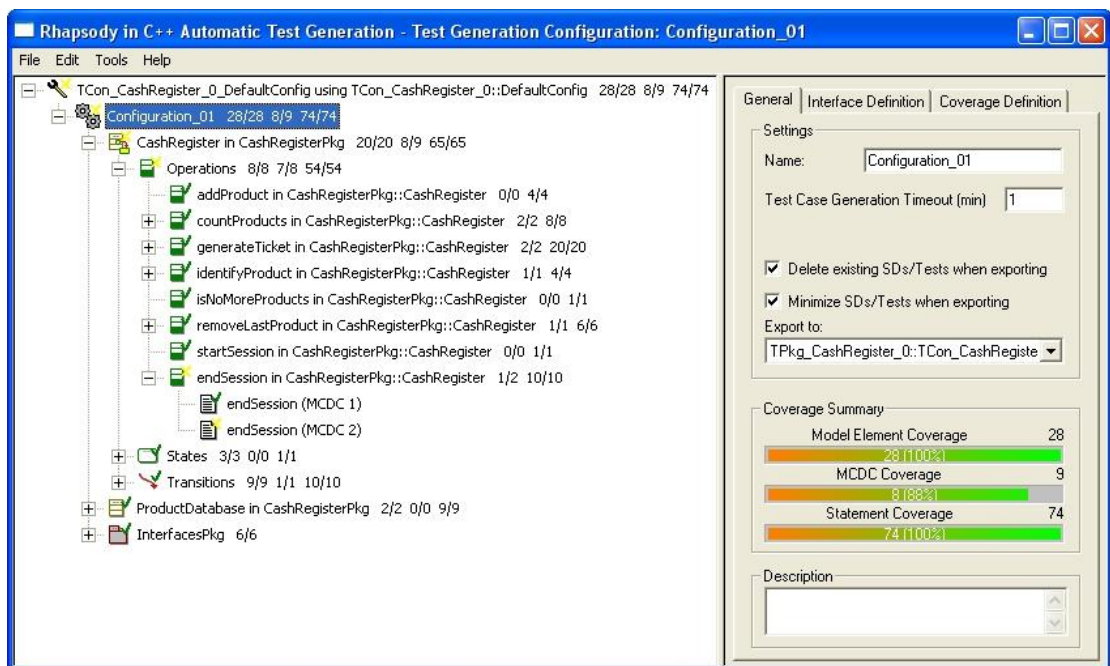 Rhapsody in C++ Automatic Test Generation - Test Generation Configuration: Configuration_01
File Edit Tools Help
TCon_CashRegister_0_DefaultConfig using TCon_CashRegister_0::DefaultConfig 28/28 8/9 74/74
Configuration_01 28/28 8/9 74/74
CashRegister in CashRegisterPkg 20/20 8/9 65/65
Operations 8/8 7/8 54/54
addProduct in CashRegisterPkg::CashRegister 0/0 4/4
countProducts in CashRegisterPkg::CashRegister 2/2 8/8
generateTicket in CashRegisterPkg::CashRegister 2/2 20/20
identifyProduct in CashRegisterPkg::CashRegister 1/1 4/4
isNoMoreProducts in CashRegisterPkg::CashRegister 0/0 1/1
removeLastProduct in CashRegisterPkg::CashRegister 1/1 6/6
startSession in CashRegisterPkg::CashRegister 0/0 1/1
endSession in CashRegisterPkg::CashRegister 1/2 10/10
endSession (MCDC 1)
endSession (MCDC 2)
States 3/3 0/0 1/1
Transitions 9/9 1/1 10/10
ProductDatabase in CashRegisterPkg 2/2 0/0 9/9
InterfacesPkg 6/6
General Interface Definition Coverage Definition
Settings
Name: Configuration_01
Test Case Generation Timeout (min) 1
Delete existing SDs/Tests when exporting
Minimize SDs/Tests when exporting
Export to:
TPkg_CashRegister_0::TCon_CashRegiste
Coverage Summary
Model Element Coverage 28
28 (100%)
MCDC Coverage 9
8 (88%)
Statement Coverage 74
74 (100%)
Description